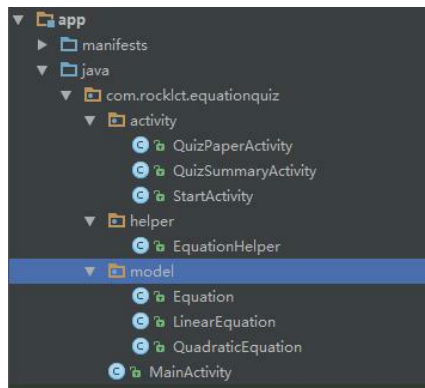 app
manifests
java
com.rocklct.equationquiz
activity
QuizPaperActivity
QuizSummaryActivity
StartActivity
helper
EquationHelper
model
Equation
LinearEquation
QuadraticEquation
MainActivity